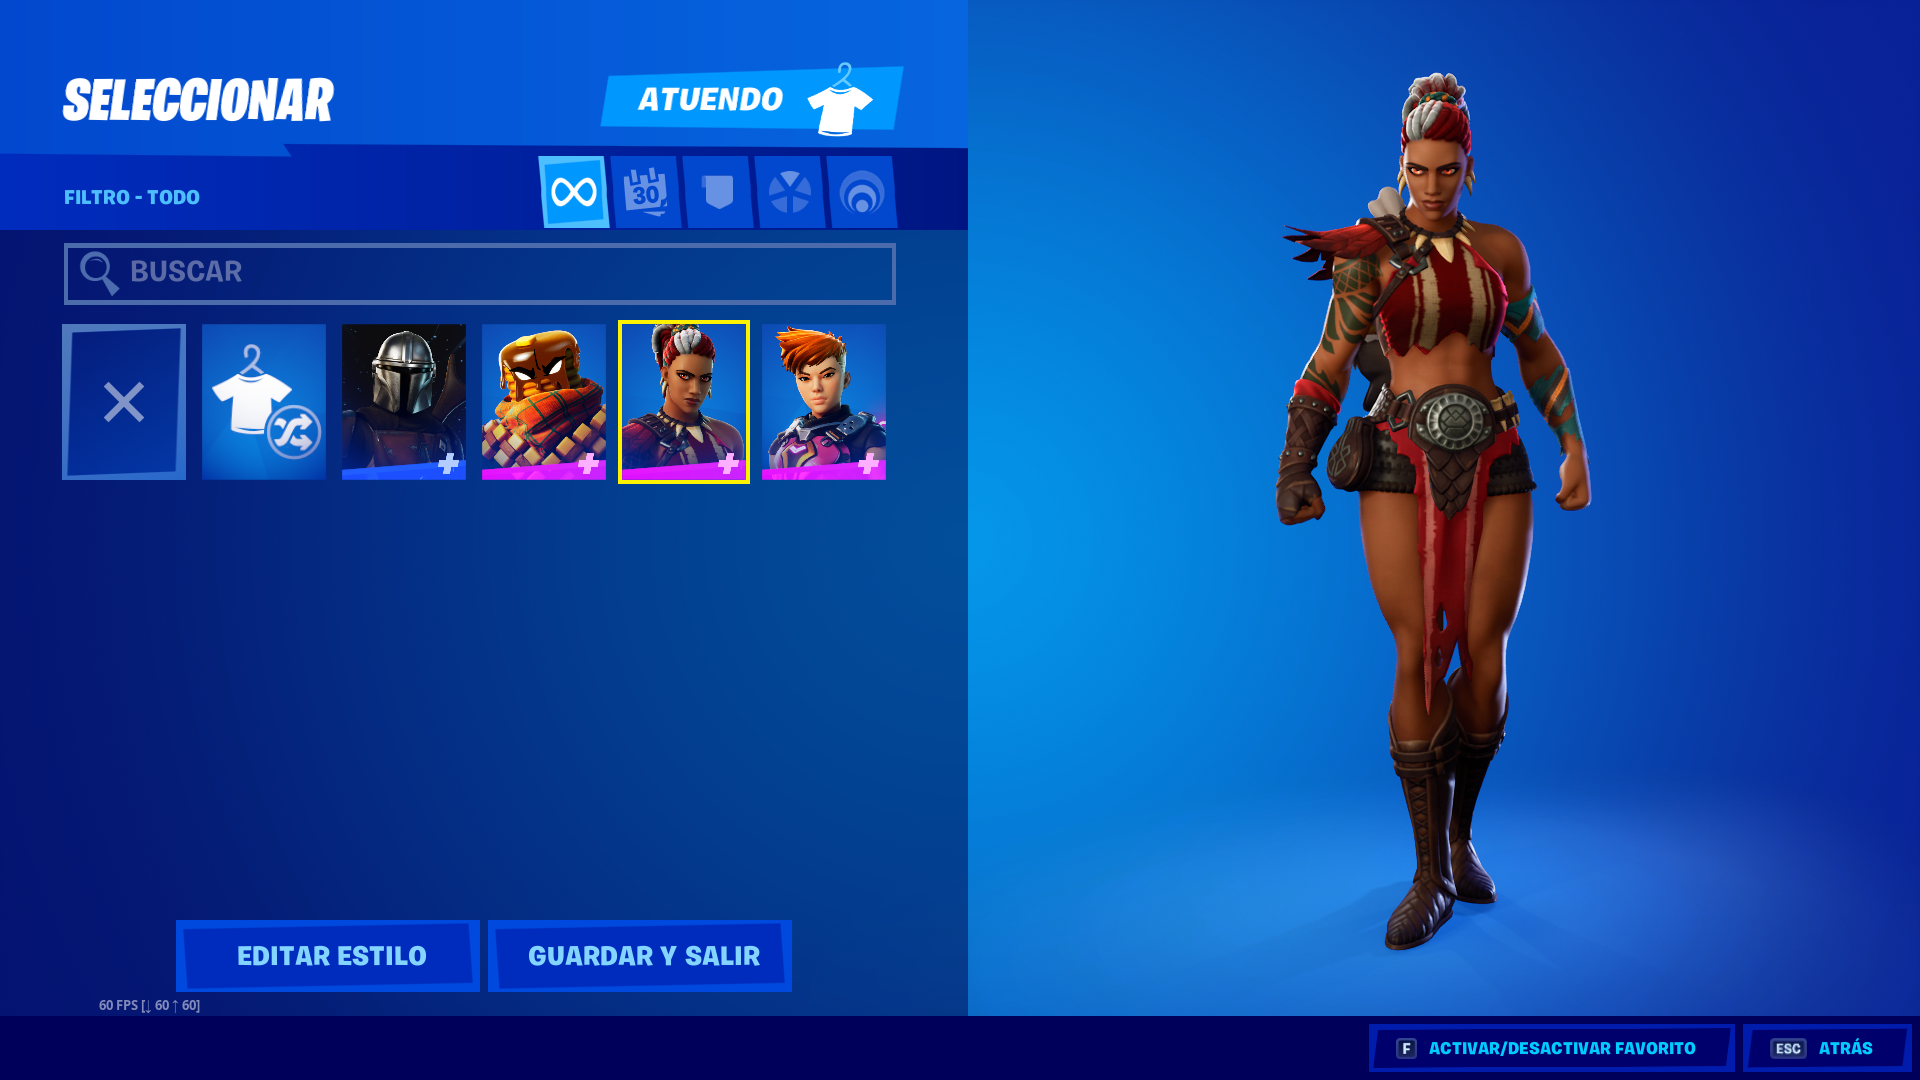 SELECCIONAR
ATUENDO
FILTRO - TODO
30
BUSCAR
EDITAR ESTILO
GUARDAR Y SALIR
60 FPS [↓ 60 ↑ 60]
F ACTIVAR/DESACTIVAR FAVORITO
ESC ATRÁS